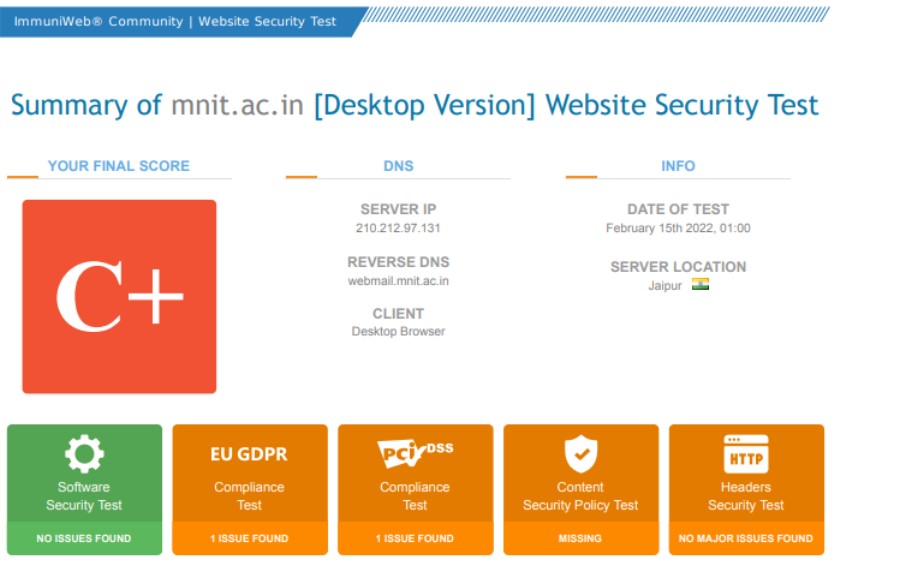 ImmuniWeb® Community | Website Security Test
Summary of mnit.ac.in [Desktop Version] Website Security Test
YOUR FINAL SCORE
C+
DNS
SERVER IP
210.212.97.131
REVERSE DNS
webmail.mnit.ac.in
CLIENT
Desktop Browser
INFO
DATE OF TEST
February 15th 2022, 01:00
SERVER LOCATION
Jaipur
Software
Security Test
NO ISSUES FOUND
EU GDPR
Compliance
Test
1 ISSUE FOUND
PCI DSS
Compliance
Test
1 ISSUE FOUND
Content
Security Policy Test
MISSING
HTTP
Headers
Security Test
NO MAJOR ISSUES FOUND